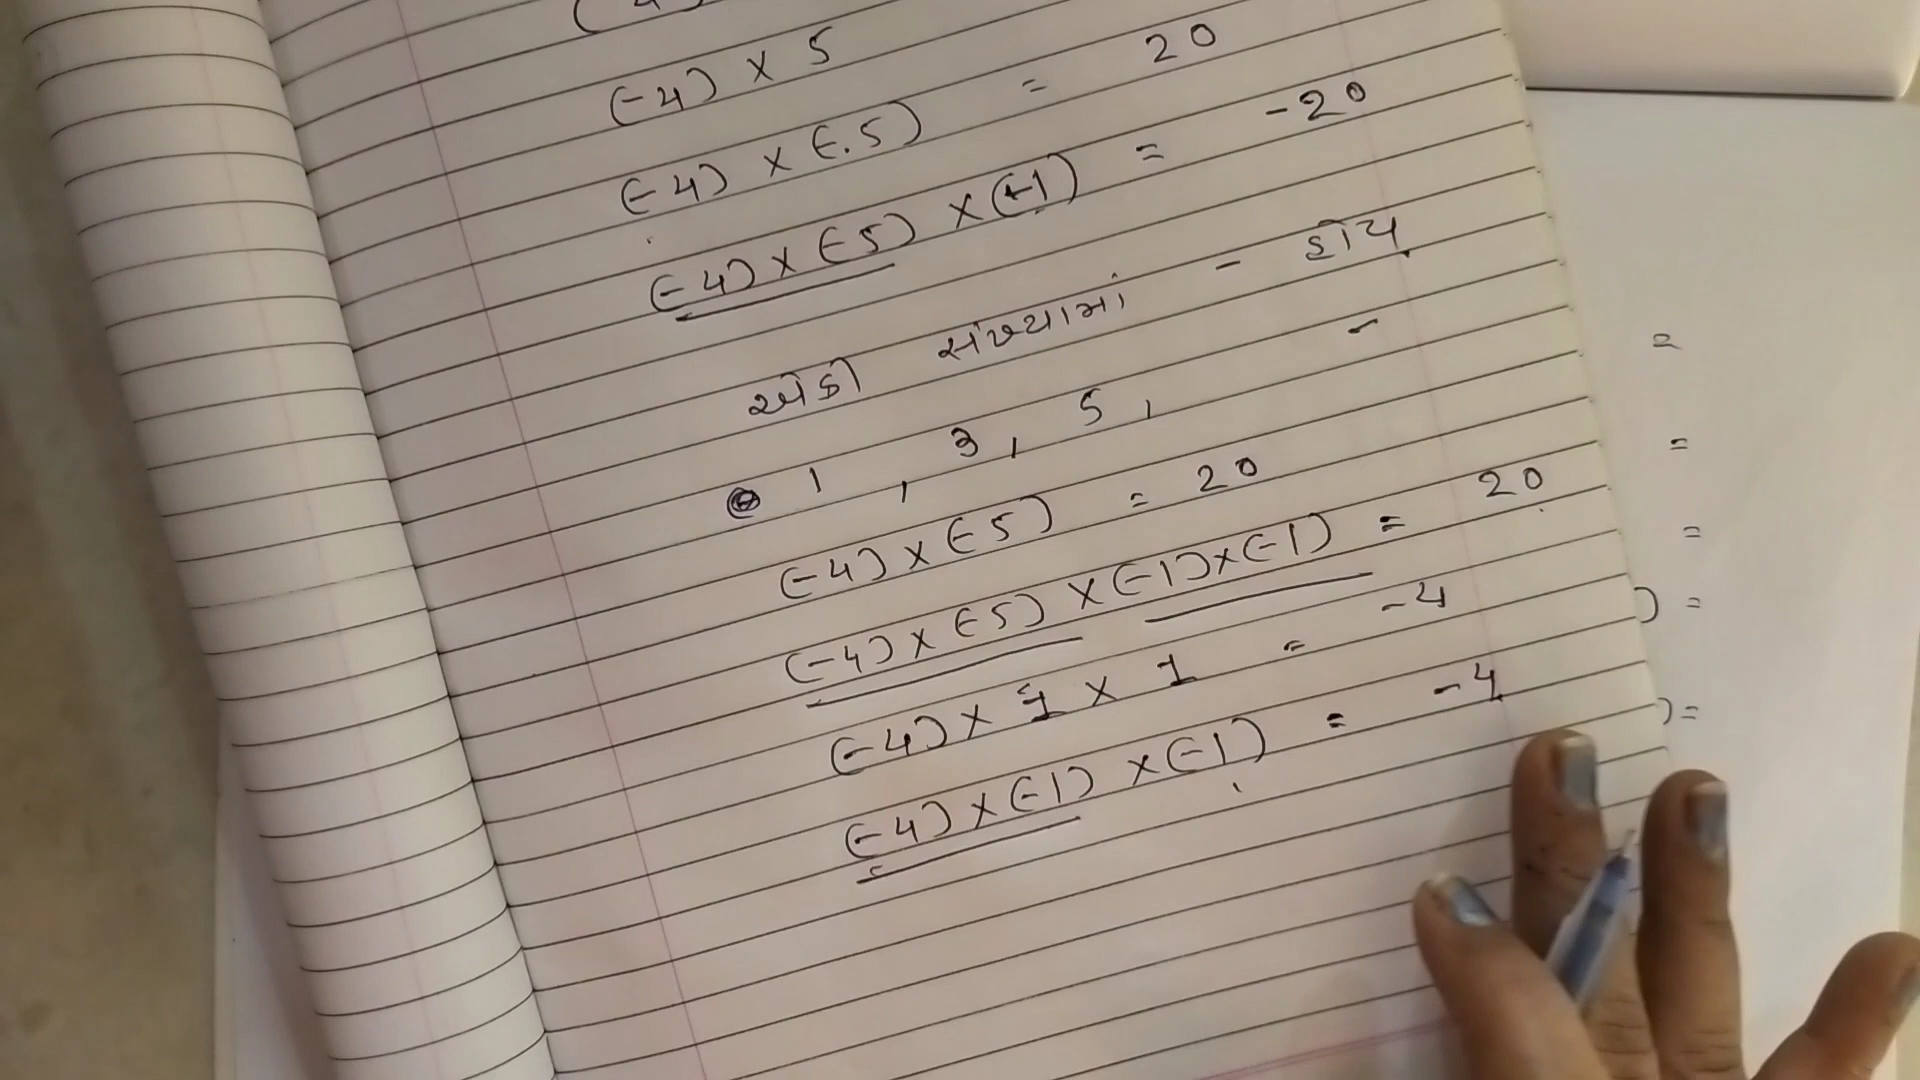 (-4) × 5
(-4) × (-5) = 20
(-4) × (-5) × (-1) = -20
એકી સંખ્યામાં - હોય
1 , 3 , 5 , -
(-4) × (-5) = 20
(-4) × (-5) × (-1) × (-1) = 20
(-4) × 1 × 1 = -4
(-4) × (-1) × (-1) = -4
=
=
=
) =
) =